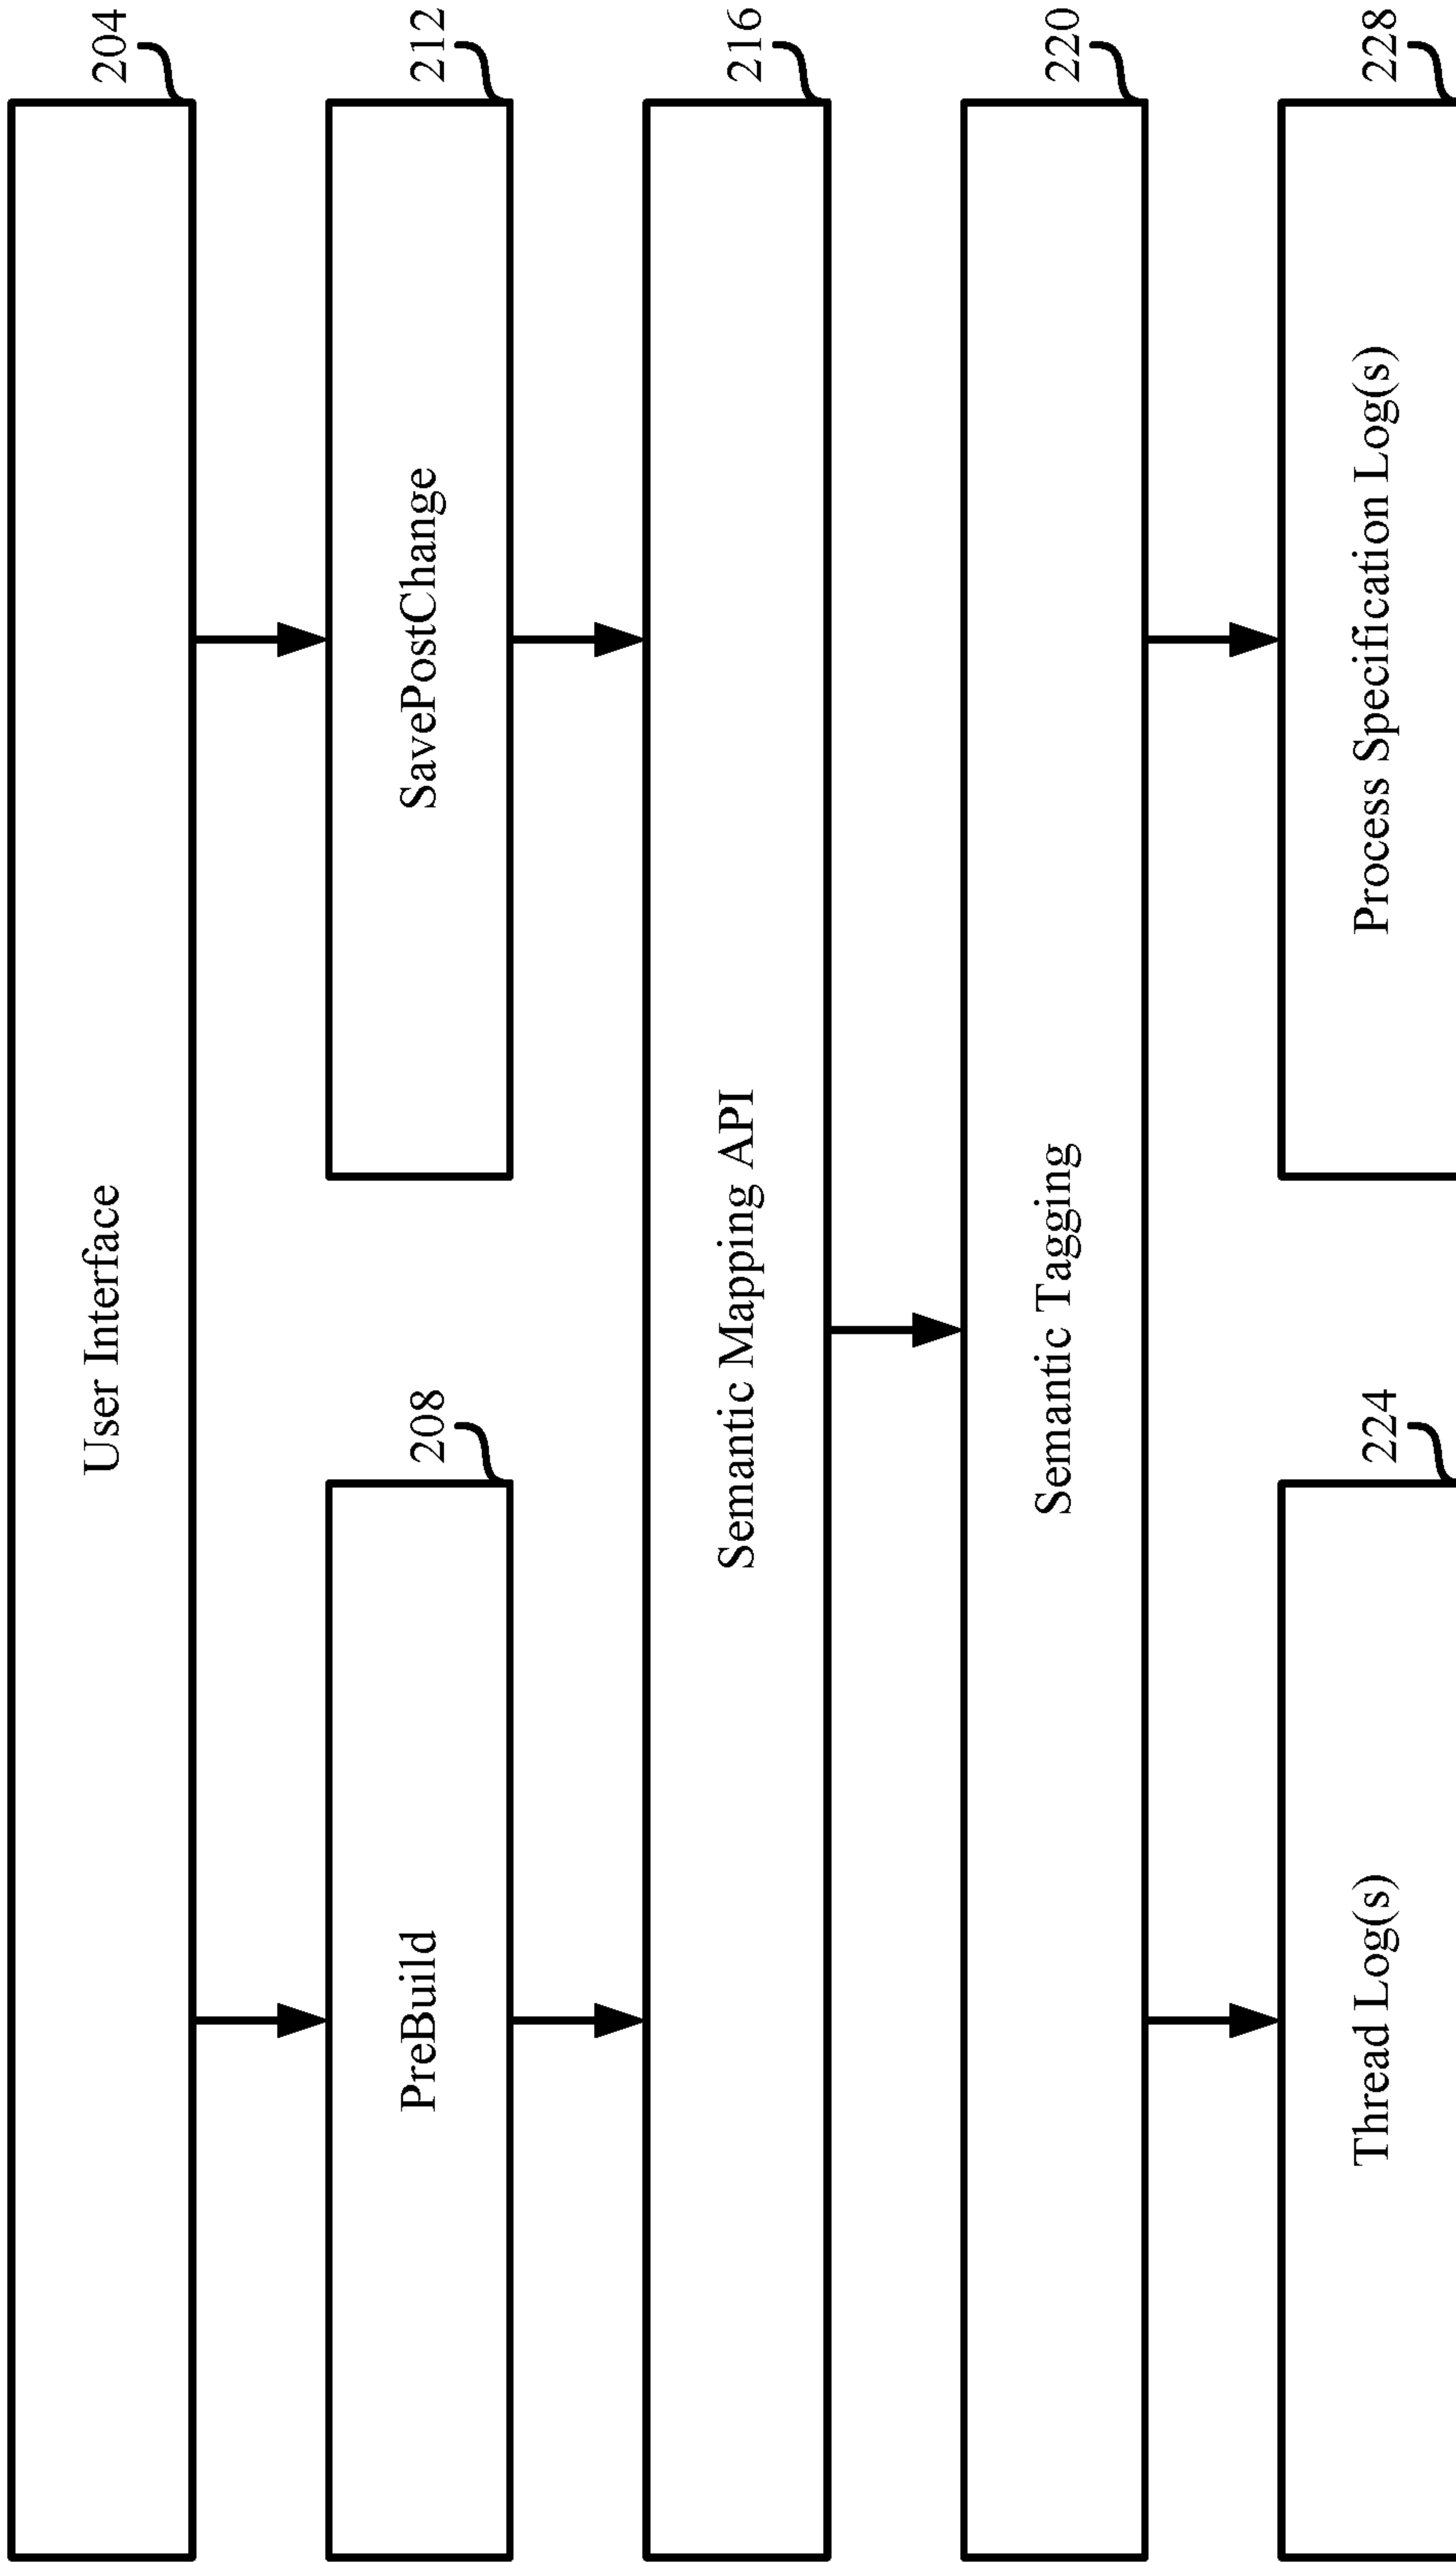 User Interface
204
PreBuild
208
SavePostChange
212
Semantic Mapping API
216
Semantic Tagging
220
Thread Log(s)
224
Process Specification Log(s)
228